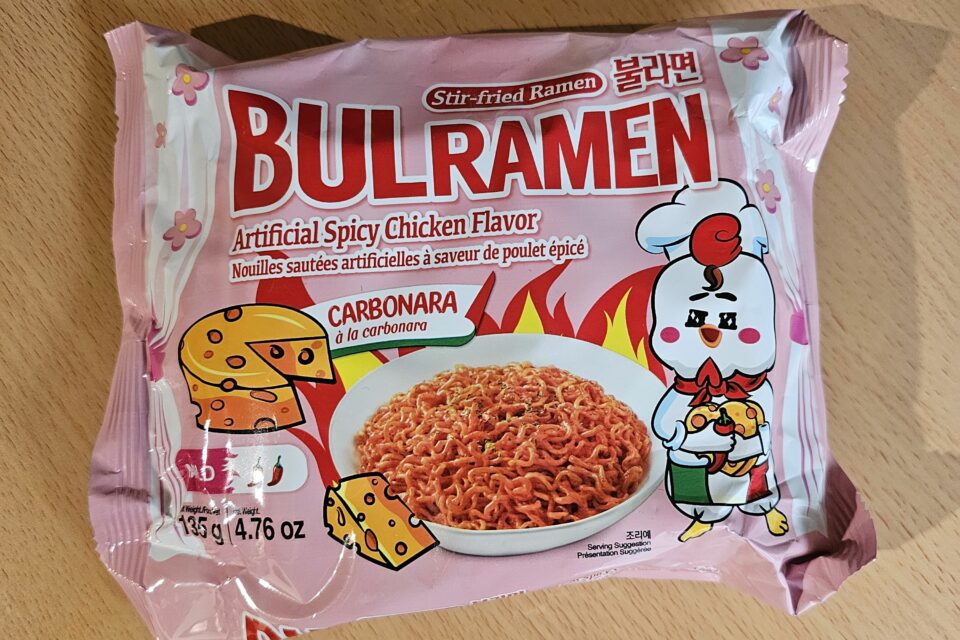 Stir-fried Ramen
불라면
BULRAMEN
Artificial Spicy Chicken Flavor
Nouilles sautées artificielles à saveur de poulet épicé
CARBONARA
à la carbonara
135 g 4.76 oz
조리예
Serving Suggestion
Présentation Suggérée